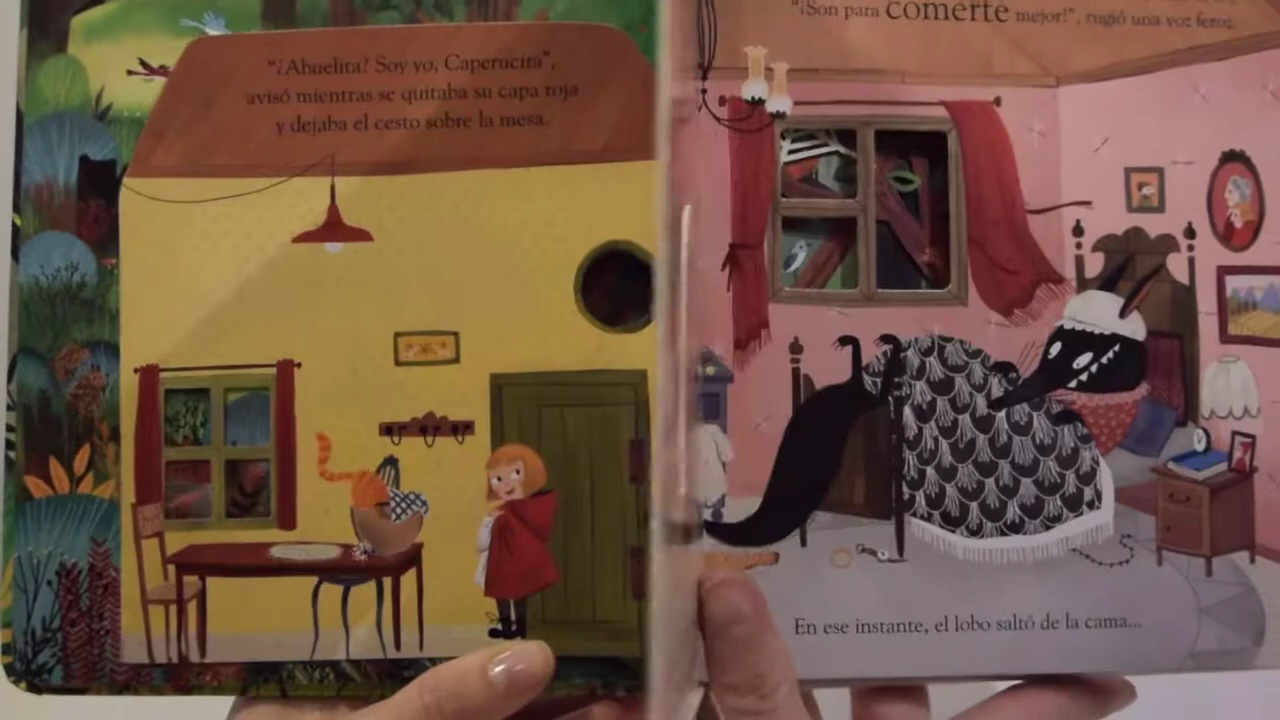 "¿Abuelita? Soy yo, Caperucita",
avisó mientras se quitaba su capa roja
y dejaba el cesto sobre la mesa.
"¡Son para comerte mejor!", rugió una voz feroz.
En ese instante, el lobo saltó de la cama...